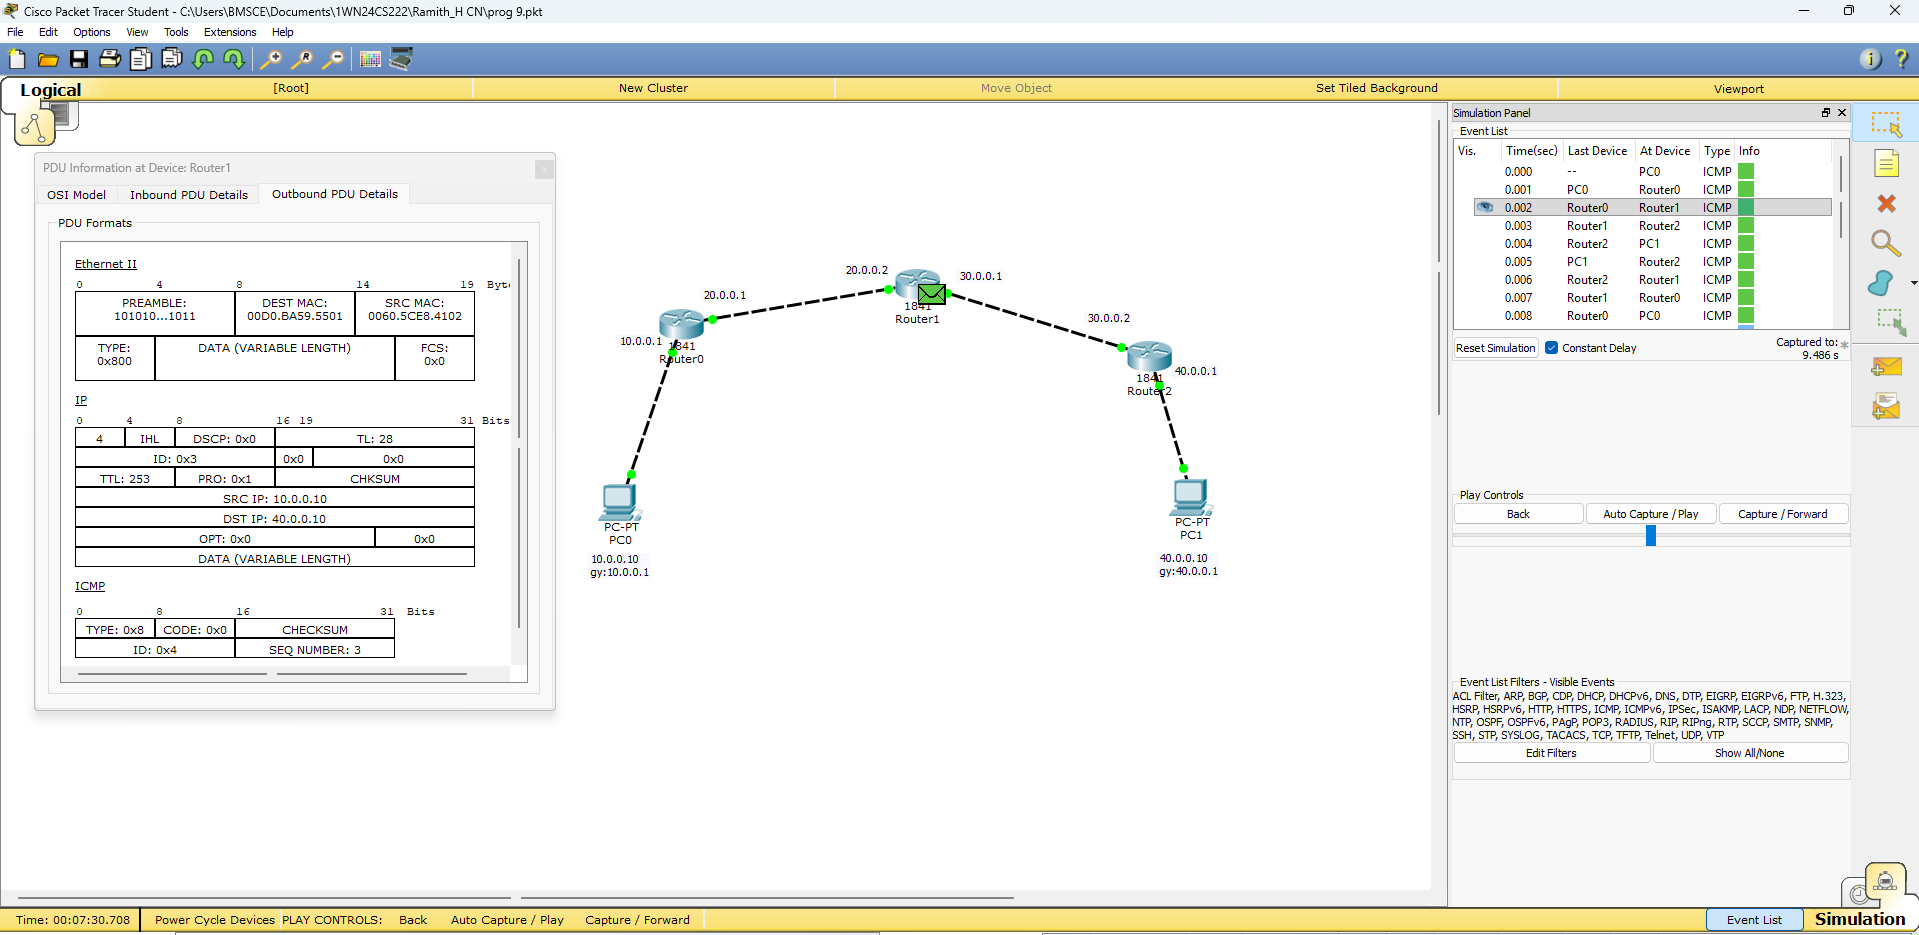 Cisco Packet Tracer Student - C:\Users\BMSCE\Documents\1WN24CS222\Ramith_H CN\prog 9.pkt
File Edit Options View Tools Extensions Help
Logical [Root] New Cluster Move Object Set Tiled Background Viewport
PDU Information at Device: Router1
OSI Model Inbound PDU Details Outbound PDU Details
PDU Formats
Ethernet II
0 4 8 14 19 Byte
PREAMBLE: 101010...1011
DEST MAC: 00D0.BA59.5501
SRC MAC: 0060.5CE8.4102
TYPE: 0x800
DATA (VARIABLE LENGTH)
FCS: 0x0
IP
0 4 8 16 19 31 Bits
4 IHL DSCP: 0x0 TL: 28
ID: 0x3 0x0 0x0
TTL: 253 PRO: 0x1 CHKSUM
SRC IP: 10.0.0.10
DST IP: 40.0.0.10
OPT: 0x0 0x0
DATA (VARIABLE LENGTH)
ICMP
0 8 16 31 Bits
TYPE: 0x8 CODE: 0x0 CHECKSUM
ID: 0x4 SEQ NUMBER: 3
20.0.0.2
30.0.0.1
1841
Router1
20.0.0.1
10.0.0.1
1841
Router0
30.0.0.2
40.0.0.1
1841
Router2
PC-PT
PC0
10.0.0.10
gy:10.0.0.1
PC-PT
PC1
40.0.0.10
gy:40.0.0.1
Simulation Panel
Event List
Vis. Time(sec) Last Device At Device Type Info
0.000 -- PC0 ICMP
0.001 PC0 Router0 ICMP
0.002 Router0 Router1 ICMP
0.003 Router1 Router2 ICMP
0.004 Router2 PC1 ICMP
0.005 PC1 Router2 ICMP
0.006 Router2 Router1 ICMP
0.007 Router1 Router0 ICMP
0.008 Router0 PC0 ICMP
Reset Simulation Constant Delay Captured to: *
9.486 s
Play Controls
Back Auto Capture / Play Capture / Forward
Event List Filters - Visible Events
ACL Filter, ARP, BGP, CDP, DHCP, DHCPv6, DNS, DTP, EIGRP, EIGRPv6, FTP, H.323,
HSRP, HSRPv6, HTTP, HTTPS, ICMP, ICMPv6, IPSec, ISAKMP, LACP, NDP, NETFLOW,
NTP, OSPF, OSPFv6, PAgP, POP3, RADIUS, RIP, RIPng, RTP, SCCP, SMTP, SNMP,
SSH, STP, SYSLOG, TACACS, TCP, TFTP, Telnet, UDP, VTP
Edit Filters Show All/None
Time: 00:07:30.708 Power Cycle Devices PLAY CONTROLS: Back Auto Capture / Play Capture / Forward Event List Simulation